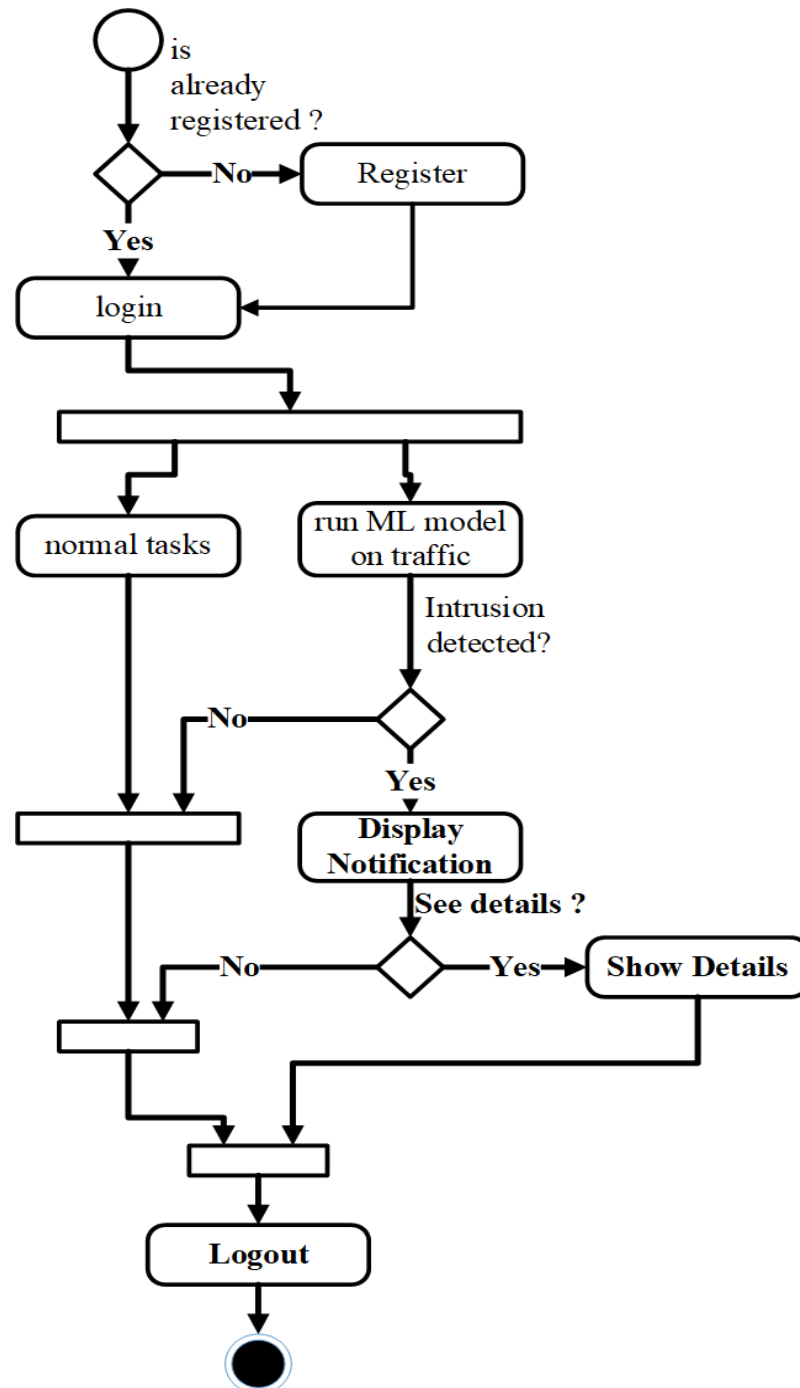 is
already
registered ?
No
Register
Yes
login
normal tasks
run ML model
on traffic
Intrusion
detected?
No
Yes
Display
Notification
See details ?
No
Yes
Show Details
Logout